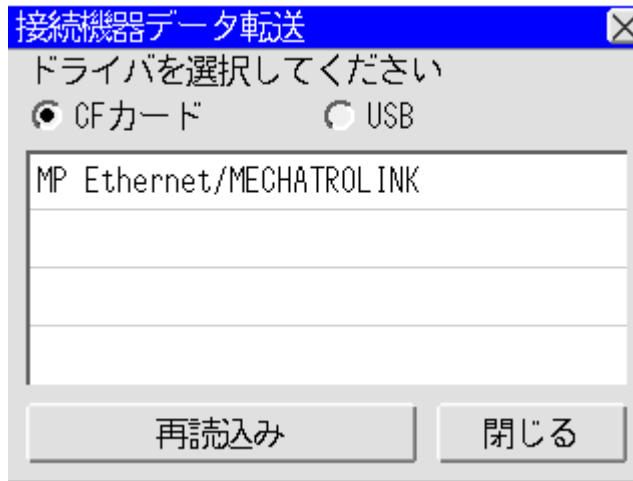 接続機器データ転送
ドライバを選択してください
CFカード USB
MP Ethernet/MECHATROLINK
再読込み 閉じる